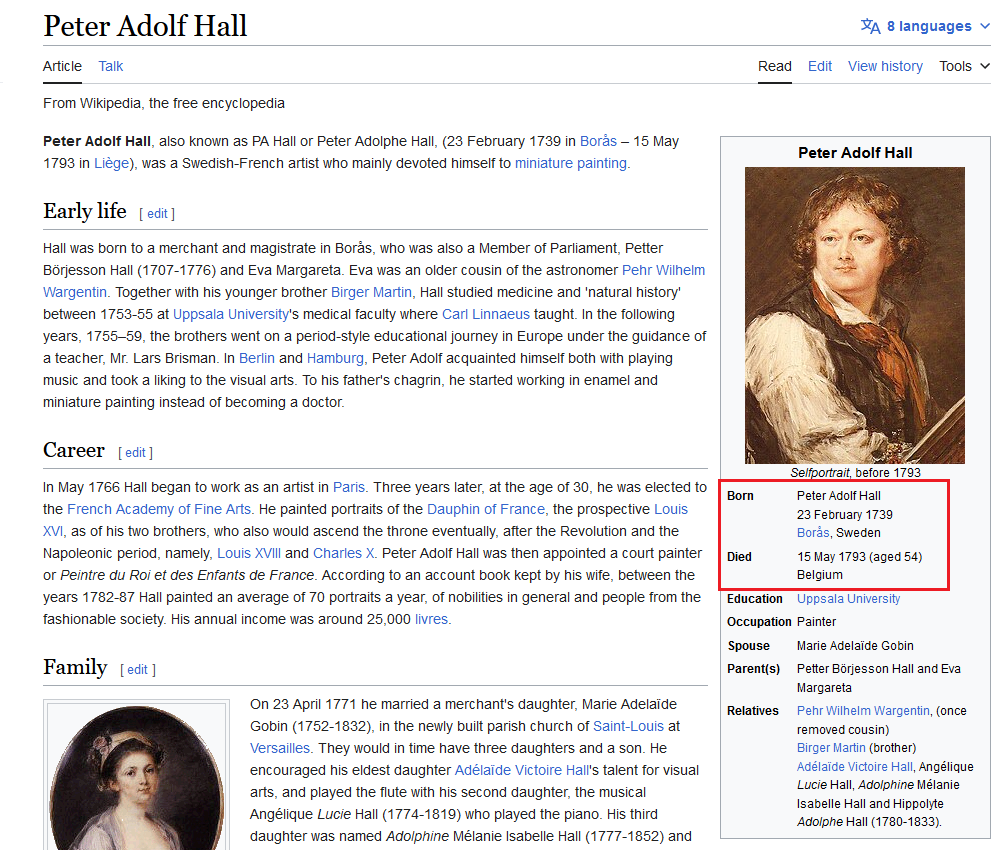 Peter Adolf Hall
8 languages
Article Talk
Read Edit View history Tools
From Wikipedia, the free encyclopedia
Peter Adolf Hall, also known as PA Hall or Peter Adolphe Hall, (23 February 1739 in Borås – 15 May
1793 in Liège), was a Swedish-French artist who mainly devoted himself to miniature painting.
Early life [ edit ]
Hall was born to a merchant and magistrate in Borås, who was also a Member of Parliament, Petter
Börjesson Hall (1707-1776) and Eva Margareta. Eva was an older cousin of the astronomer Pehr Wilhelm
Wargentin. Together with his younger brother Birger Martin, Hall studied medicine and 'natural history'
between 1753-55 at Uppsala University's medical faculty where Carl Linnaeus taught. In the following
years, 1755–59, the brothers went on a period-style educational journey in Europe under the guidance of
a teacher, Mr. Lars Brisman. In Berlin and Hamburg, Peter Adolf acquainted himself both with playing
music and took a liking to the visual arts. To his father's chagrin, he started working in enamel and
miniature painting instead of becoming a doctor.
Career [ edit ]
In May 1766 Hall began to work as an artist in Paris. Three years later, at the age of 30, he was elected to
the French Academy of Fine Arts. He painted portraits of the Dauphin of France, the prospective Louis
XVI, as of his two brothers, who also would ascend the throne eventually, after the Revolution and the
Napoleonic period, namely, Louis XVIII and Charles X. Peter Adolf Hall was then appointed a court painter
or Peintre du Roi et des Enfants de France. According to an account book kept by his wife, between the
years 1782-87 Hall painted an average of 70 portraits a year, of nobilities in general and people from the
fashionable society. His annual income was around 25,000 livres.
Family [ edit ]
On 23 April 1771 he married a merchant's daughter, Marie Adelaïde
Gobin (1752-1832), in the newly built parish church of Saint-Louis at
Versailles. They would in time have three daughters and a son. He
encouraged his eldest daughter Adélaïde Victoire Hall's talent for visual
arts, and played the flute with his second daughter, the musical
Angélique Lucie Hall (1774-1819) who played the piano. His third
daughter was named Adolphine Mélanie Isabelle Hall (1777-1852) and
Peter Adolf Hall
Selfportrait, before 1793
Born Peter Adolf Hall
23 February 1739
Borås, Sweden
Died 15 May 1793 (aged 54)
Belgium
Education Uppsala University
Occupation Painter
Spouse Marie Adelaïde Gobin
Parent(s) Petter Börjesson Hall and Eva
Margareta
Relatives Pehr Wilhelm Wargentin, (once
removed cousin)
Birger Martin (brother)
Adélaïde Victoire Hall, Angélique
Lucie Hall, Adolphine Mélanie
Isabelle Hall and Hippolyte
Adolphe Hall (1780-1833).